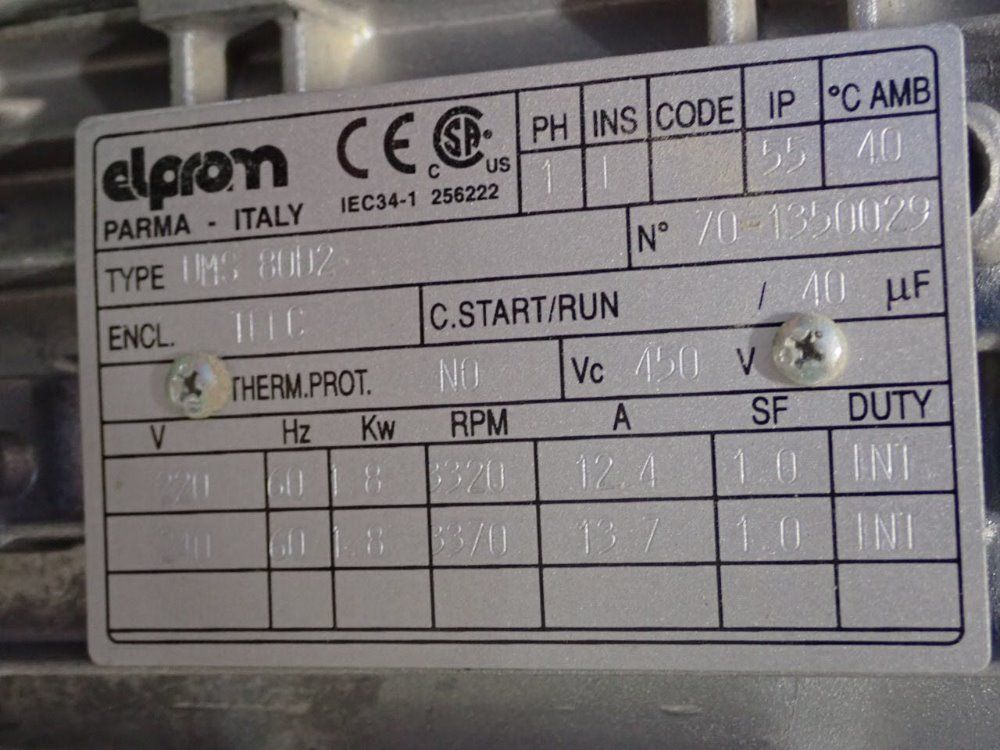 elprom CE CSA C US PH INS CODE IP °C AMB
PARMA - ITALY IEC34-1 256222 1 55 40
TYPE 80D2 N° 70-1350029
ENCL. C.START/RUN / 40 µF
THERM.PROT. NO Vc 450 V
V Hz Kw RPM A SF DUTY
220 60 1.8 3320 12.4 1.0 INT
60 1.8 3370 13.7 1.0 INT